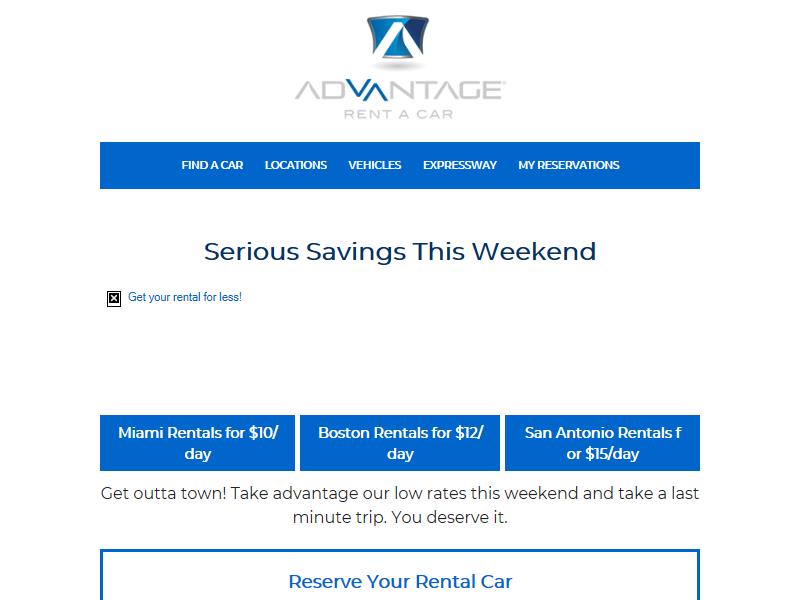 ADVANTAGE
RENT A CAR
FIND A CAR LOCATIONS VEHICLES EXPRESSWAY MY RESERVATIONS
Serious Savings This Weekend
Get your rental for less!
Miami Rentals for $10/
day
Boston Rentals for $12/
day
San Antonio Rentals f
or $15/day
Get outta town! Take advantage our low rates this weekend and take a last
minute trip. You deserve it.
Reserve Your Rental Car